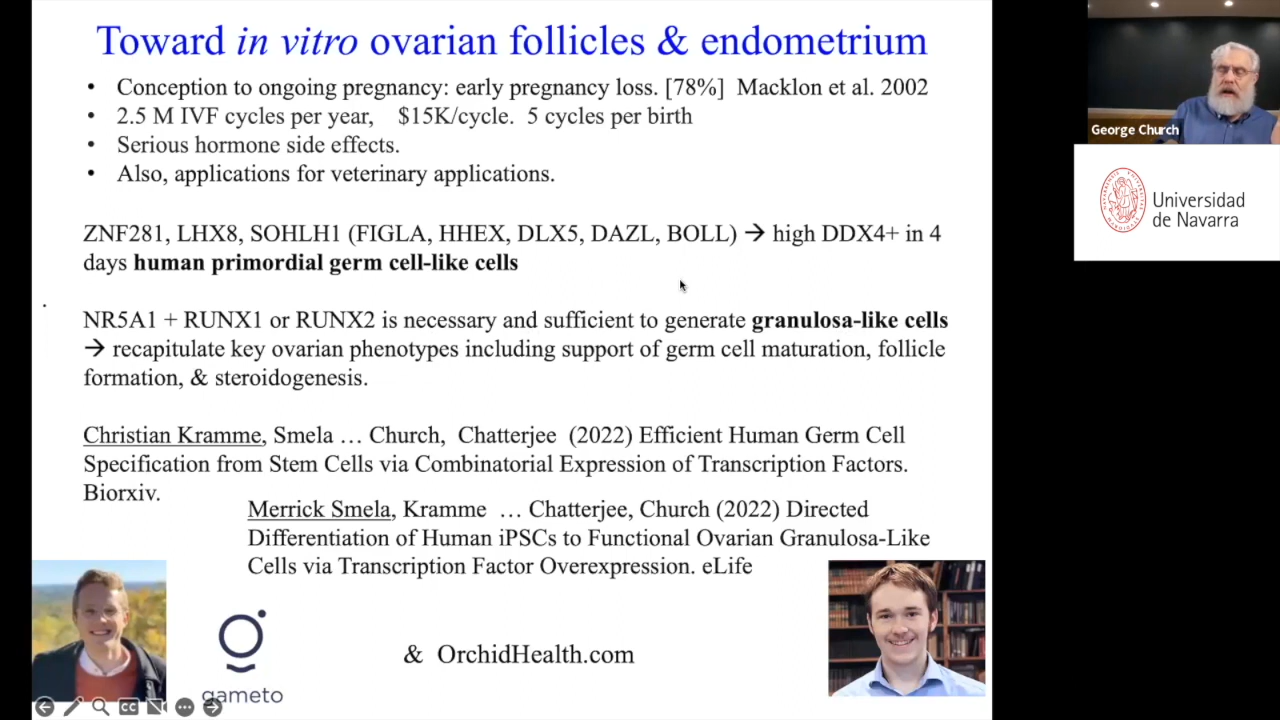 Toward in vitro ovarian follicles & endometrium
• Conception to ongoing pregnancy: early pregnancy loss. [78%] Macklon et al. 2002
• 2.5 M IVF cycles per year, $15K/cycle. 5 cycles per birth
• Serious hormone side effects.
• Also, applications for veterinary applications.
ZNF281, LHX8, SOHLH1 (FIGLA, HHEX, DLX5, DAZL, BOLL) → high DDX4+ in 4
days human primordial germ cell-like cells
NR5A1 + RUNX1 or RUNX2 is necessary and sufficient to generate granulosa-like cells
→ recapitulate key ovarian phenotypes including support of germ cell maturation, follicle
formation, & steroidogenesis.
Christian Kramme, Smela … Church, Chatterjee (2022) Efficient Human Germ Cell
Specification from Stem Cells via Combinatorial Expression of Transcription Factors.
Biorxiv.
Merrick Smela, Kramme … Chatterjee, Church (2022) Directed
Differentiation of Human iPSCs to Functional Ovarian Granulosa-Like
Cells via Transcription Factor Overexpression. eLife
gameto
& OrchidHealth.com
CC
George Church
Universidad
de Navarra